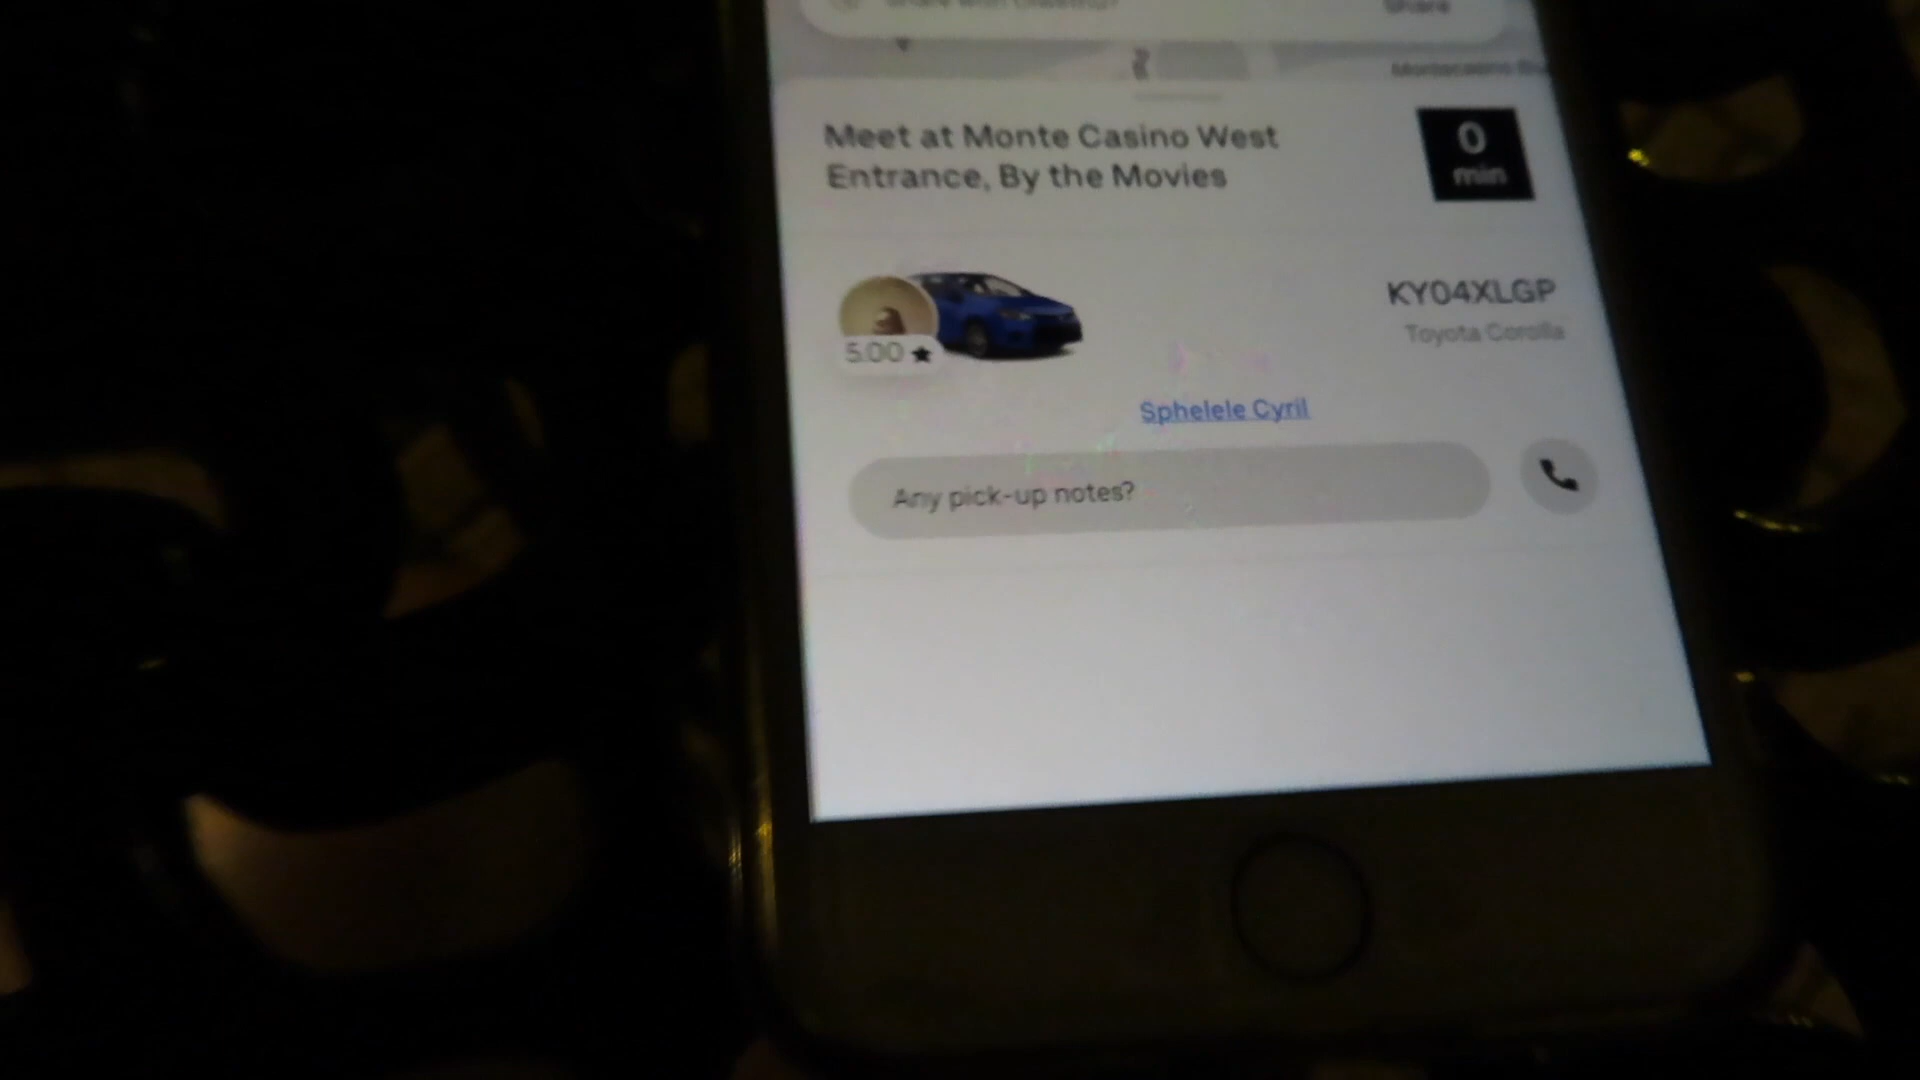 Share
Meet at Monte Casino West
Entrance, By the Movies
0
min
5.00
KY04XLGP
Toyota Corolla
Sphelele Cyril
Any pick-up notes?